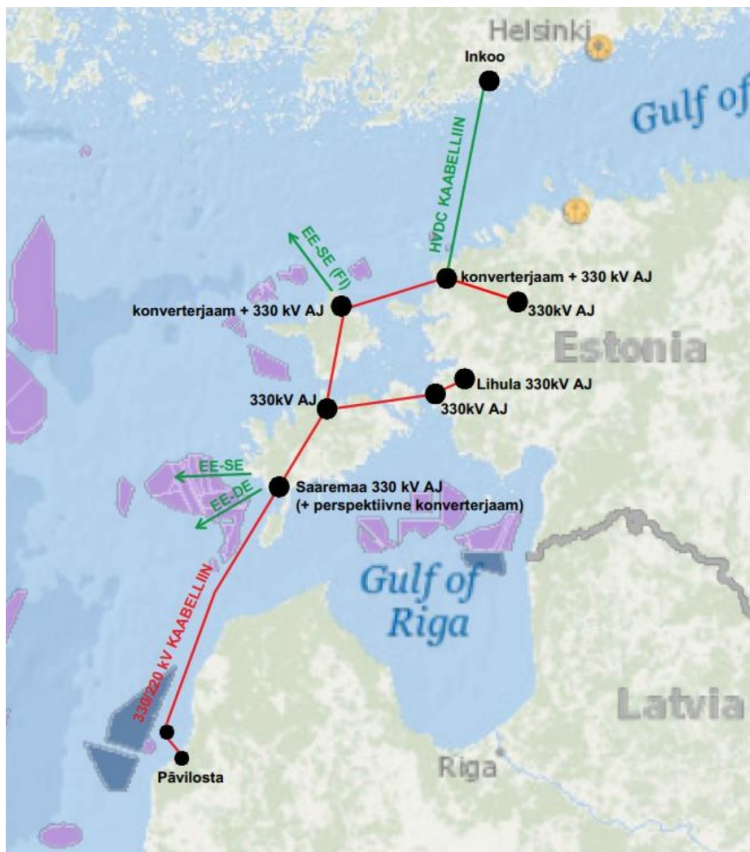 Helsinki
Inkoo
Gulf of
HVDC KAABELLIIN
EE-SE (FI)
konverterjaam + 330 kV AJ
konverterjaam + 330 kV AJ
330kV AJ
Estonia
Lihula 330kV AJ
330kV AJ
330kV AJ
EE-SE
EE-DE
Saaremaa 330 kV AJ
(+ perspektiivne konverterjaam)
Gulf of
Riga
330/220 kV KAABELLIIN
Latvia
Riga
Pāvilosta